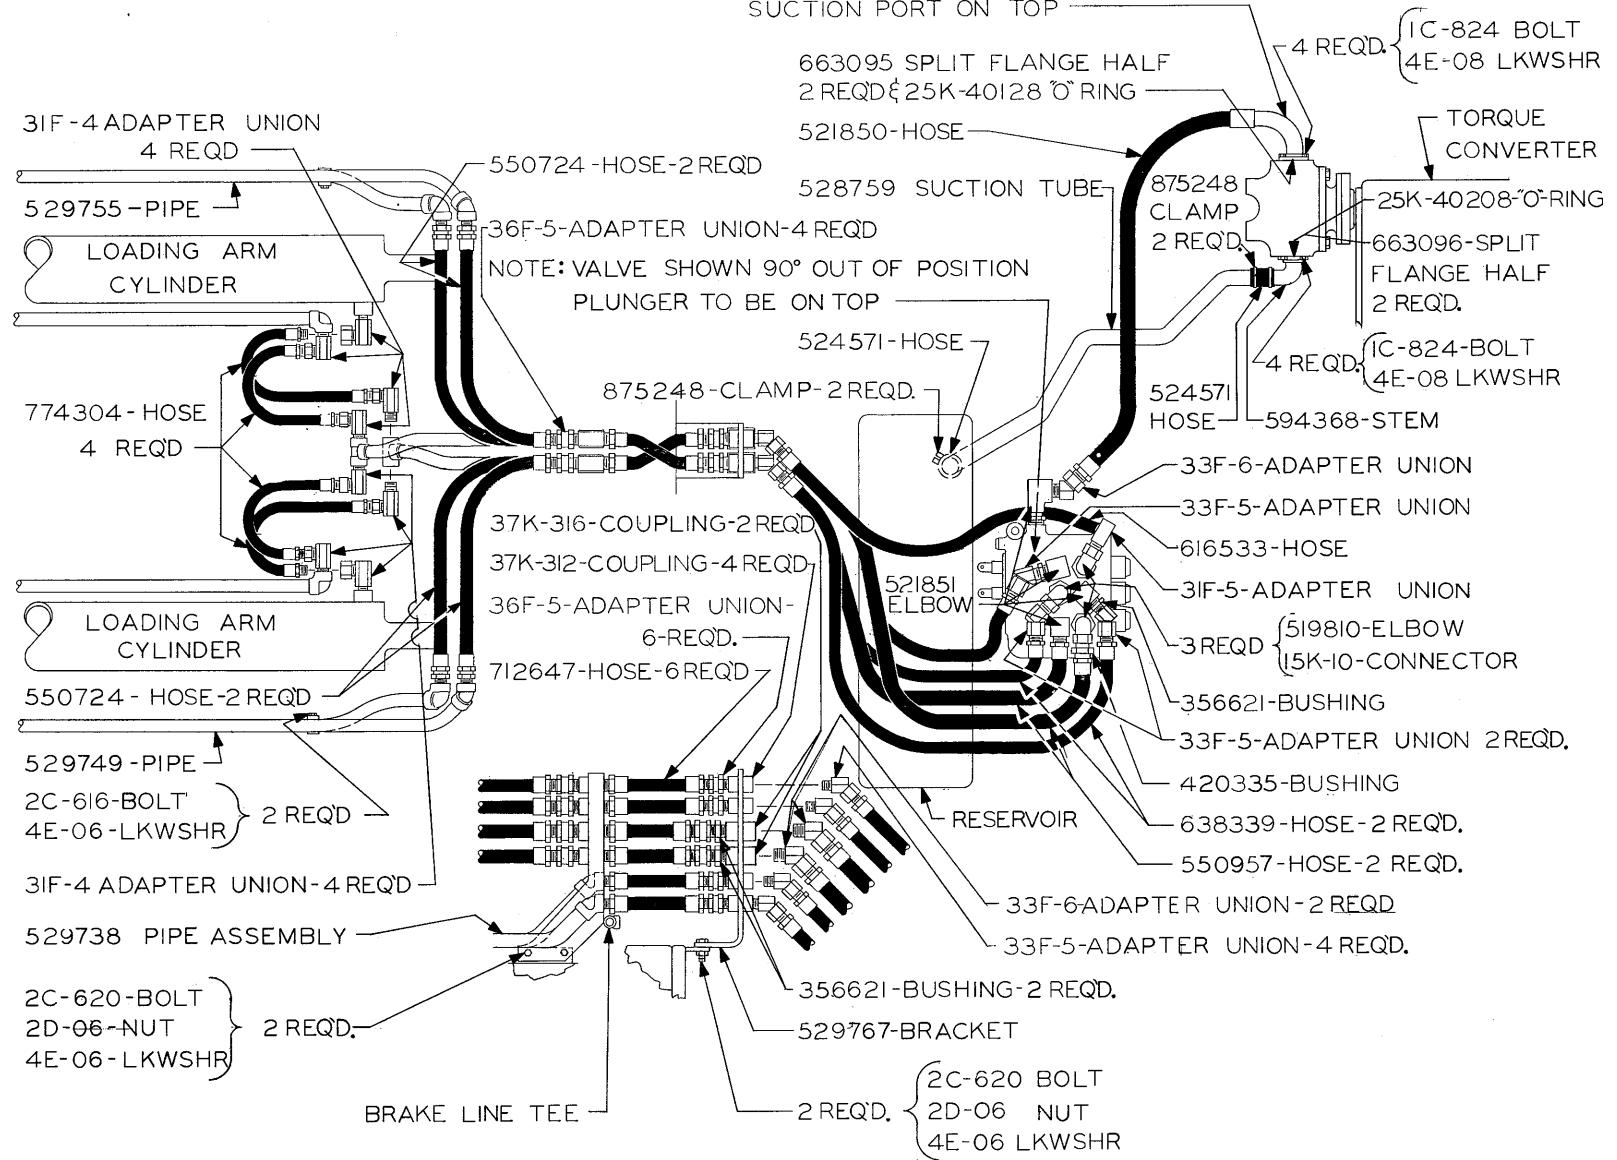 SUCTION PORT ON TOP
4 REQ'D. 1C-824 BOLT
4E-08 LKWSHR
663095 SPLIT FLANGE HALF
2 REQ'D & 25K-40128 "O" RING
521850-HOSE
528759 SUCTION TUBE
TORQUE
CONVERTER
875248
CLAMP
2 REQ'D.
25K-40208-"O"-RING
663096-SPLIT
FLANGE HALF
2 REQ'D.
31F-4 ADAPTER UNION
4 REQD
550724-HOSE-2 REQ'D
529755-PIPE
36F-5-ADAPTER UNION-4 REQ'D
LOADING ARM
CYLINDER
NOTE: VALVE SHOWN 90° OUT OF POSITION
PLUNGER TO BE ON TOP
524571-HOSE
4 REQ'D. 1C-824-BOLT
4E-08 LKWSHR
875248-CLAMP-2 REQ'D.
524571
HOSE
594368-STEM
774304-HOSE
4 REQ'D
33F-6-ADAPTER UNION
33F-5-ADAPTER UNION
616533-HOSE
31F-5-ADAPTER UNION
37K-316-COUPLING-2 REQ'D
37K-312-COUPLING-4 REQ'D
521851
ELBOW
36F-5-ADAPTER UNION-
6-REQ'D.
3 REQ'D 519810-ELBOW
15K-10-CONNECTOR
LOADING ARM
CYLINDER
712647-HOSE-6 REQ'D
550724-HOSE-2 REQ'D
356621-BUSHING
33F-5-ADAPTER UNION 2 REQ'D.
529749-PIPE
420335-BUSHING
2C-616-BOLT
4E-06-LKWSHR
2 REQ'D
RESERVOIR
638339-HOSE-2 REQ'D.
550957-HOSE-2 REQ'D.
31F-4 ADAPTER UNION-4 REQ'D
33F-6-ADAPTER UNION-2 REQD
529738 PIPE ASSEMBLY
33F-5-ADAPTER UNION-4 REQ'D.
356621-BUSHING-2 REQ'D.
2C-620-BOLT
2D-06-NUT
4E-06-LKWSHR
2 REQ'D.
529767-BRACKET
BRAKE LINE TEE
2 REQ'D.
2C-620 BOLT
2D-06 NUT
4E-06 LKWSHR